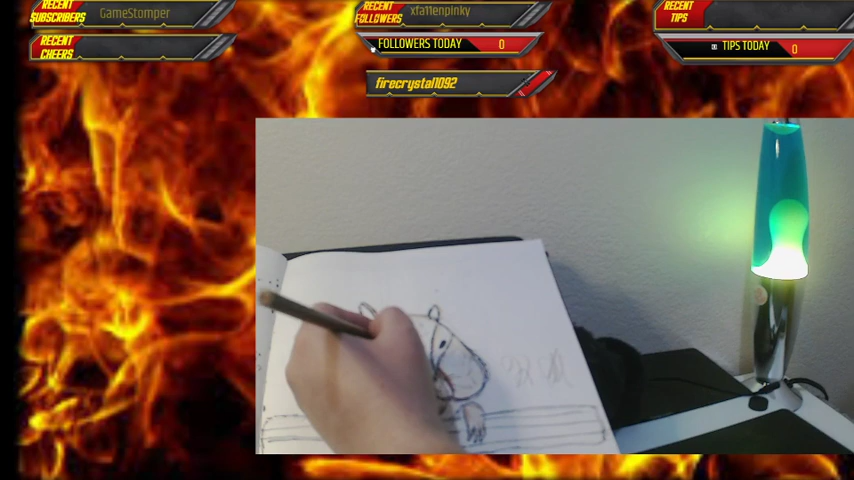 RECENT SUBSCRIBERS GameStomper
RECENT CHEERS
RECENT FOLLOWERS xfa11enpinky
FOLLOWERS TODAY 0
firecrystal1092
RECENT TIPS
TIPS TODAY 0